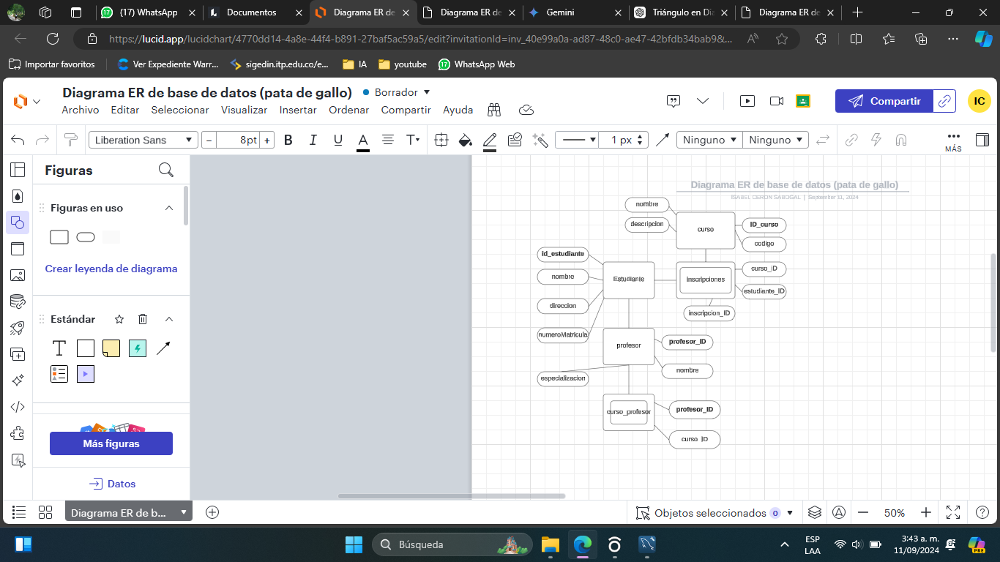 (17) WhatsApp
Documentos
Diagrama ER de
Diagrama ER de
Gemini
Triángulo en Di
Diagrama ER de
https://lucid.app/lucidchart/4770dd14-4a8e-44f4-b891-27baf5ac59a5/edit?invitationId=inv_40e99a0a-ad87-48c0-ae47-42bfdb34bab9&...
Importar favoritos
Ver Expediente Warr...
sigedin.itp.edu.co/e...
IA
youtube
WhatsApp Web
Diagrama ER de base de datos (pata de gallo)
Borrador
Archivo Editar Seleccionar Visualizar Insertar Ordenar Compartir Ayuda
Compartir
IC
Liberation Sans
− 8 pt +
B I U A T
1 px
Ninguno
Ninguno
MÁS
Figuras
Figuras en uso
Crear leyenda de diagrama
Estándar
T
Más figuras
Datos
Diagrama ER de base de datos (pata de gallo)
ISABEL CERON SABOGAL | September 11, 2024
nombre
descripcion
curso
ID_curso
codigo
id_estudiante
nombre
direccion
numeroMatricula
Estudiante
inscripciones
curso_iD
estudiante_ID
inscripcion_ID
profesor
profesor_ID
nombre
especializacion
curso_profesor
profesor_ID
curso_ID
Diagrama ER de b...
Objetos seleccionados 0
50%
Búsqueda
ESP
LAA
3:43 a. m.
11/09/2024
PRE